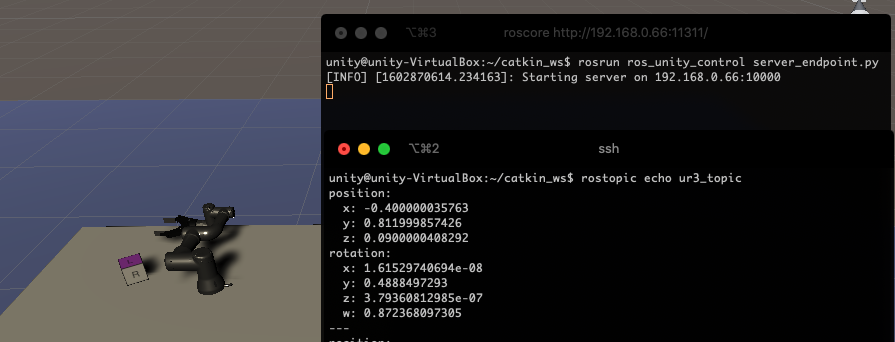 ⌥⌘3 roscore http://192.168.0.66:11311/
unity@unity-VirtualBox:~/catkin_ws$ rosrun ros_unity_control server_endpoint.py
[INFO] [1602870614.234163]: Starting server on 192.168.0.66:10000
⌥⌘2 ssh
unity@unity-VirtualBox:~/catkin_ws$ rostopic echo ur3_topic
position:
  x: -0.400000035763
  y: 0.811999857426
  z: 0.0900000408292
rotation:
  x: 1.61529740694e-08
  y: 0.4888497293
  z: 3.79360812985e-07
  w: 0.872368097305
---
position:
R